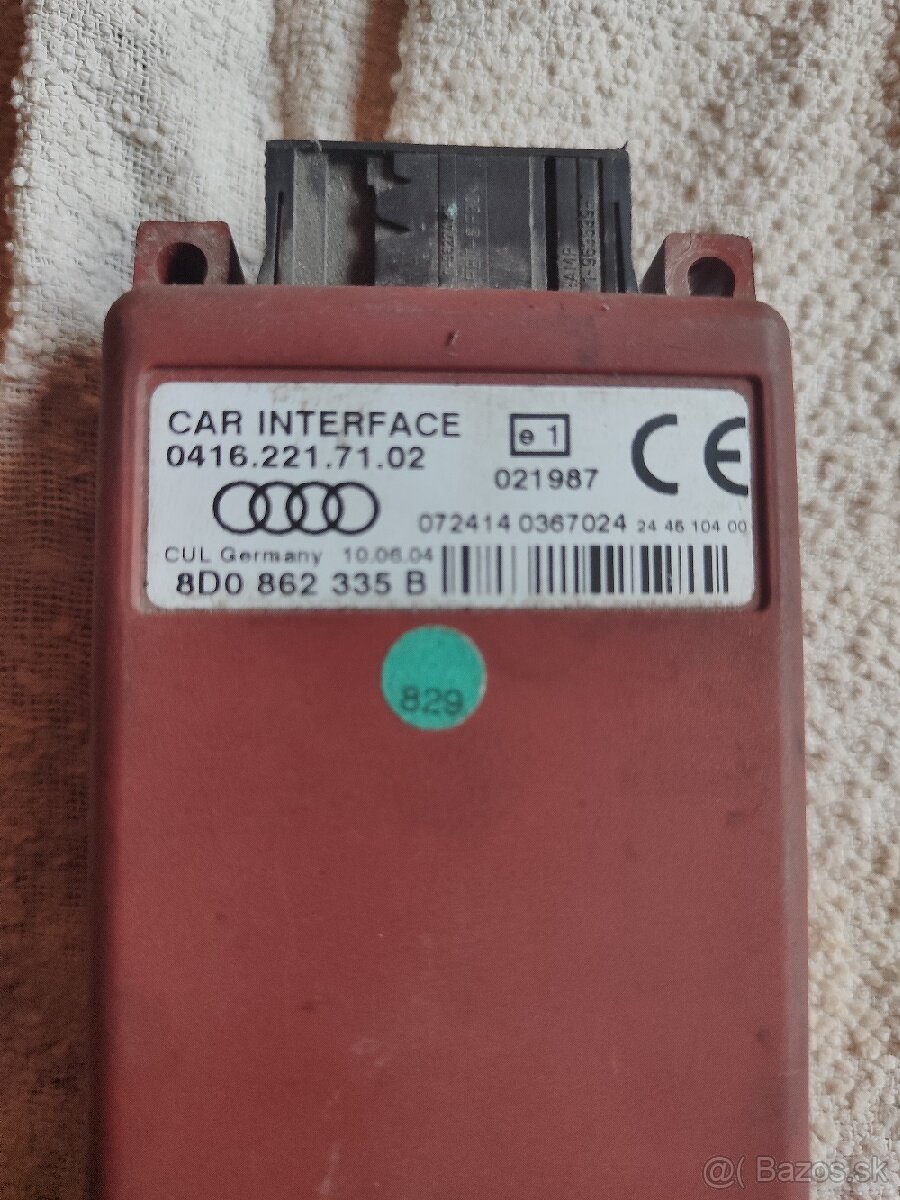 AMP
CAR INTERFACE
0416.221.71.02
e 1
021987
CE
072414 0367024 24 46 104 00
CUL Germany 10.06.04
8D0 862 335 B
829
@( Bazos.sk